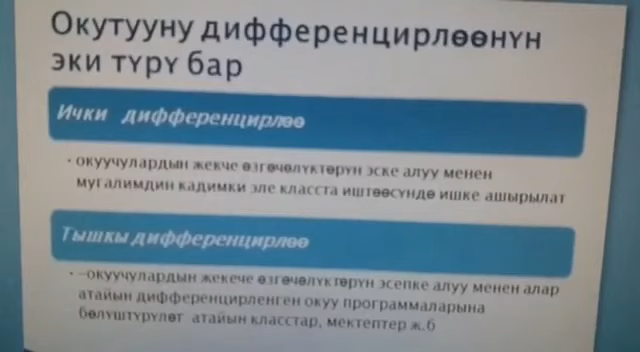 Окутууну дифференцирлөөнүн
эки түрү бар
Ички дифференцирлөө
• окуучулардын жекче өзгөчөлүктөрүн эске алуу менен
мугалимдин кадимки эле класста иштөөсүндө ишке ашырылат
Тышкы дифференцирлөө
• –окуучулардын жекече өзгөчөлүктөрүн эсепке алуу менен алар
атайын дифференцирленген окуу программаларына
бөлүштүрүлөт атайын класстар, мектептер ж.б